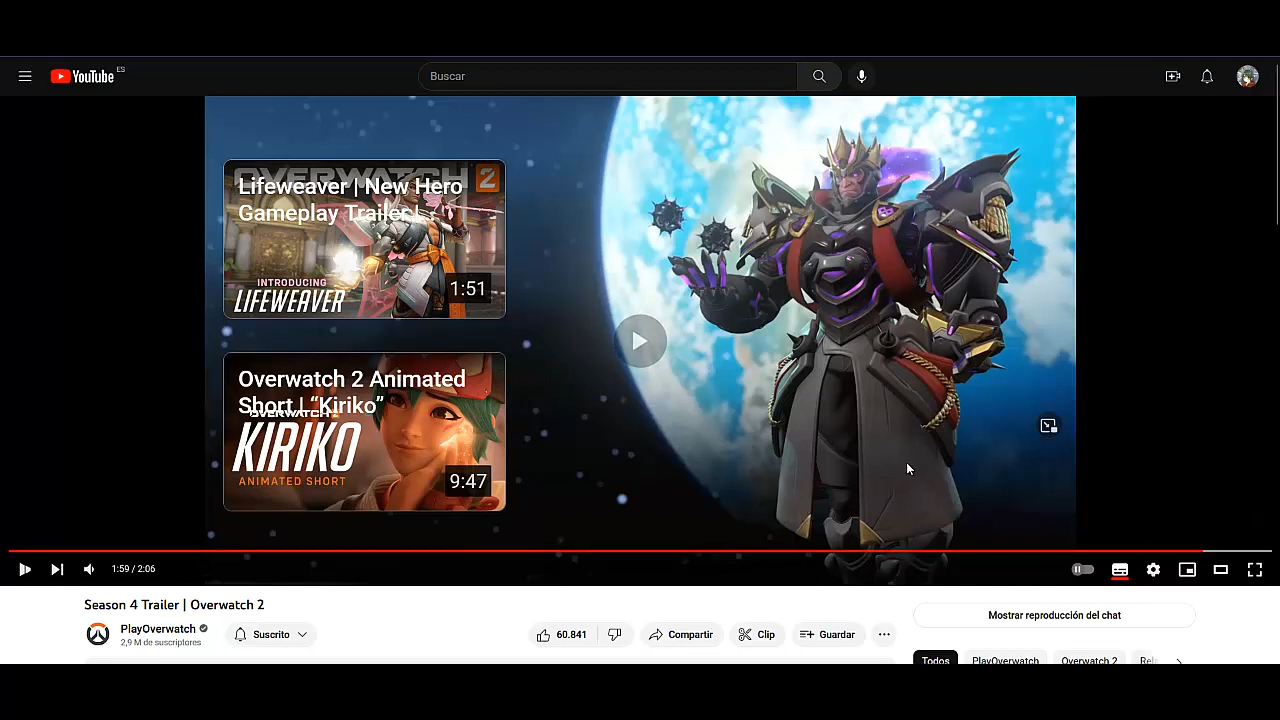 YouTube ES
Buscar
OVERWATCH 2
Lifeweaver | New Hero
Gameplay Trailer |
INTRODUCING
LIFEWEAVER
1:51
Overwatch 2 Animated
Short | “Kiriko”
OVERWATCH
KIRIKO
ANIMATED SHORT
9:47
1:59 / 2:06
Season 4 Trailer | Overwatch 2
PlayOverwatch
2,9 M de suscriptores
Suscrito
60.841
Compartir
Clip
Guardar
Mostrar reproducción del chat
Todos
PlayOverwatch
Overwatch 2